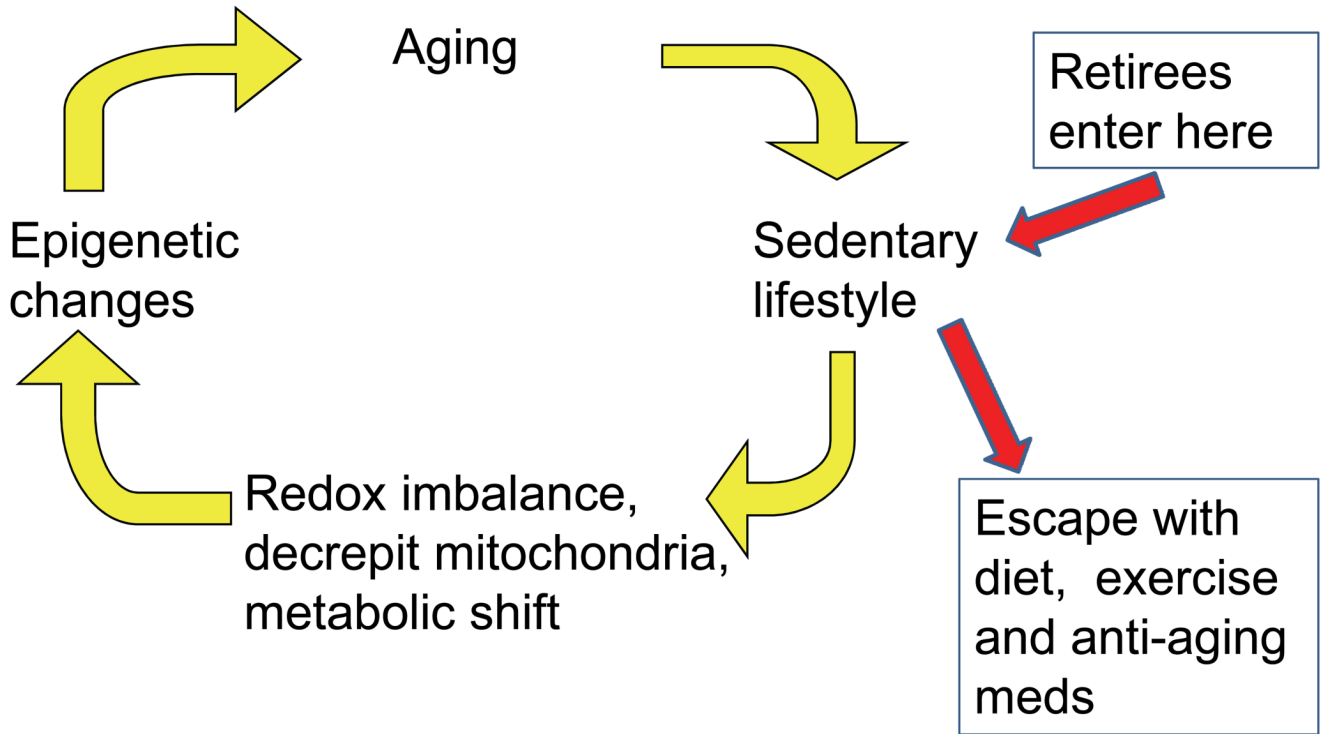 Aging
Retirees
enter here
Epigenetic
changes
Sedentary
lifestyle
Redox imbalance,
decrepit mitochondria,
metabolic shift
Escape with
diet,  exercise
and anti-aging
meds